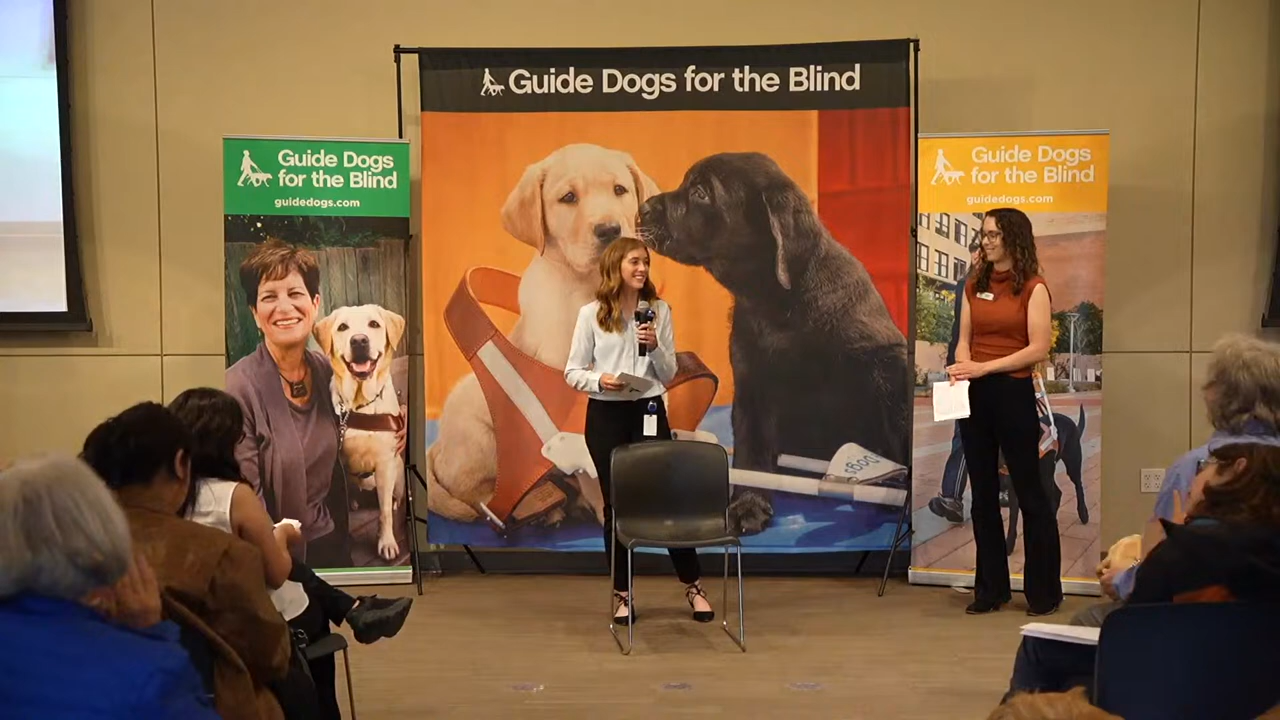 Guide Dogs for the Blind
Guide Dogs
for the Blind
guidedogs.com
Guide Dogs
for the Blind
guidedogs.com
Dogs